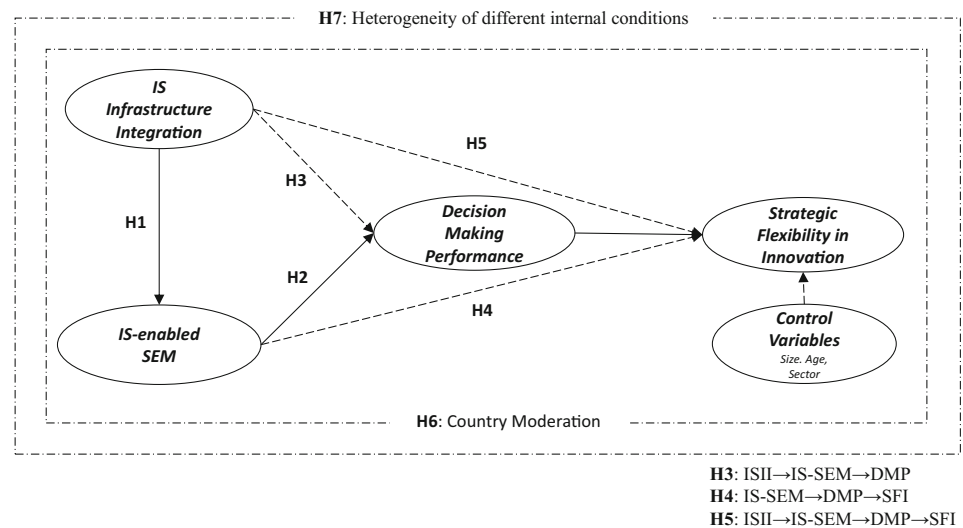 H7: Heterogeneity of different internal conditions
IS
Infrastructure
Integration
H5
H3
H1
Decision
Making
Performance
Strategic
Flexibility in
Innovation
H2
H4
IS-enabled
SEM
Control
Variables
Size. Age,
Sector
H6: Country Moderation
H3: ISII→IS-SEM→DMP
H4: IS-SEM→DMP→SFI
H5: ISII→IS-SEM→DMP→SFI